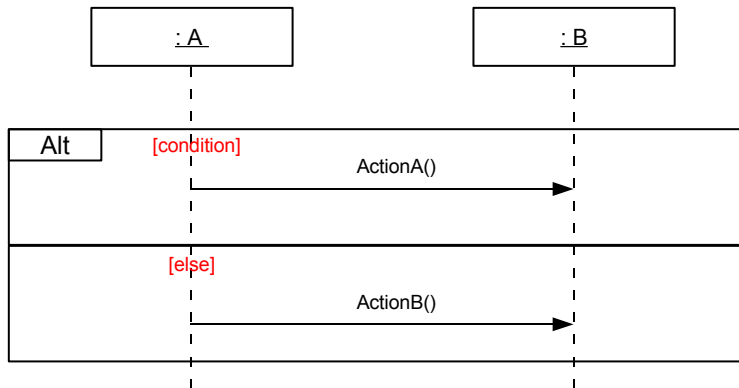 : A
: B
Alt
[condition]
ActionA()
[else]
ActionB()